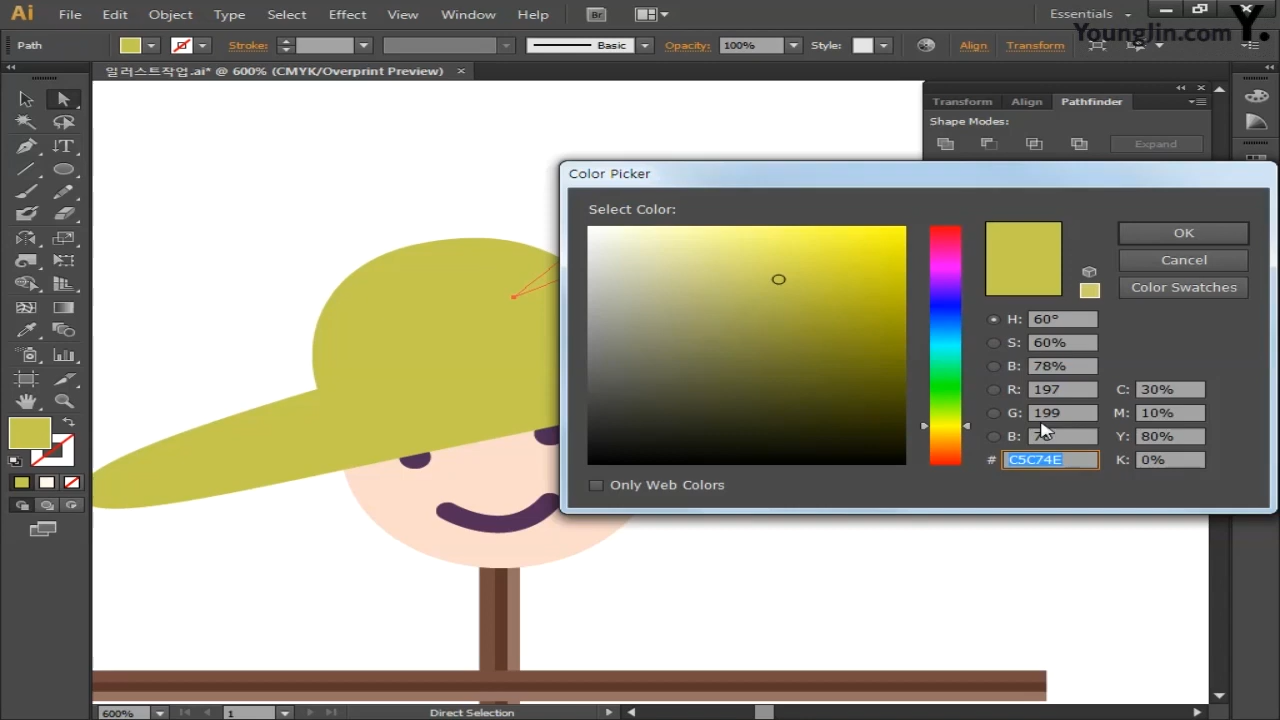 Ai File Edit Object Type Select Effect View Window Help Br Essentials
YoungJin.com Y.
Path Stroke: Basic Opacity: 100% Style: Align Transform
일러스트작업.ai* @ 600% (CMYK/Overprint Preview) ×
Transform Align Pathfinder
Shape Modes:
Expand
Color Picker
Select Color:
OK
Cancel
Color Swatches
H: 60°
S: 60%
B: 78%
R: 197 C: 30%
G: 199 M: 10%
B: Y: 80%
# C5C74E K: 0%
Only Web Colors
600% 1 Direct Selection